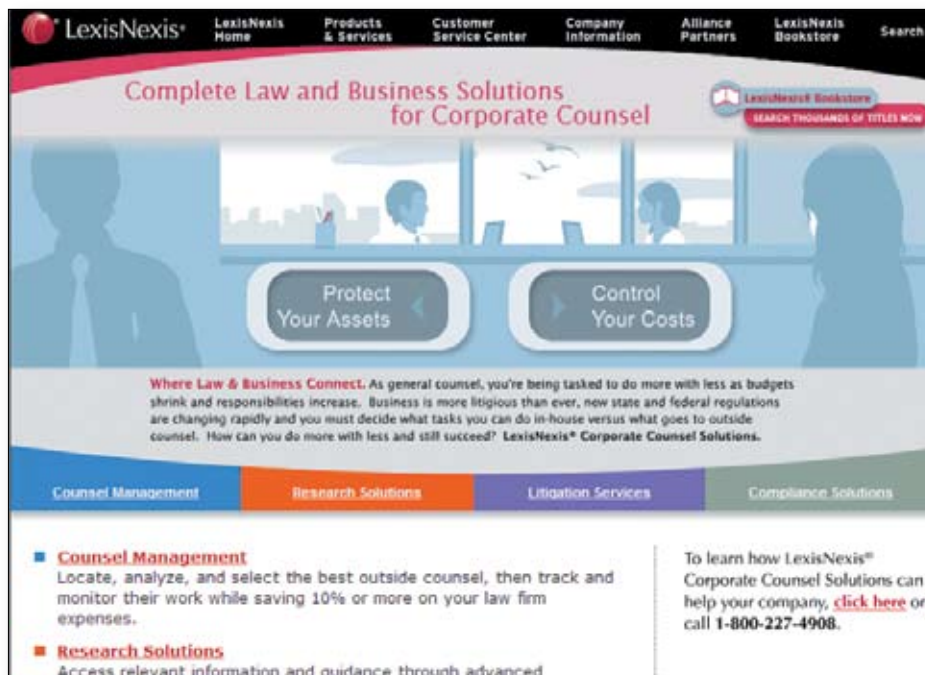 LexisNexis®
LexisNexis Home
Products & Services
Customer Service Center
Company Information
Alliance Partners
LexisNexis Bookstore
Search
Complete Law and Business Solutions
for Corporate Counsel
LexisNexis® Bookstore
SEARCH THOUSANDS OF TITLES NOW
Protect
Your Assets
Control
Your Costs
Where Law & Business Connect. As general counsel, you're being tasked to do more with less as budgets
shrink and responsibilities increase. Business is more litigious than ever, new state and federal regulations
are changing rapidly and you must decide what tasks you can do in-house versus what goes to outside
counsel. How can you do more with less and still succeed? LexisNexis® Corporate Counsel Solutions.
Counsel Management
Research Solutions
Litigation Services
Compliance Solutions
Counsel Management
Locate, analyze, and select the best outside counsel, then track and
monitor their work while saving 10% or more on your law firm
expenses.
Research Solutions
Access relevant information and guidance through advanced
To learn how LexisNexis®
Corporate Counsel Solutions can
help your company, click here or
call 1-800-227-4908.